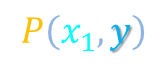 P(x₁, y)